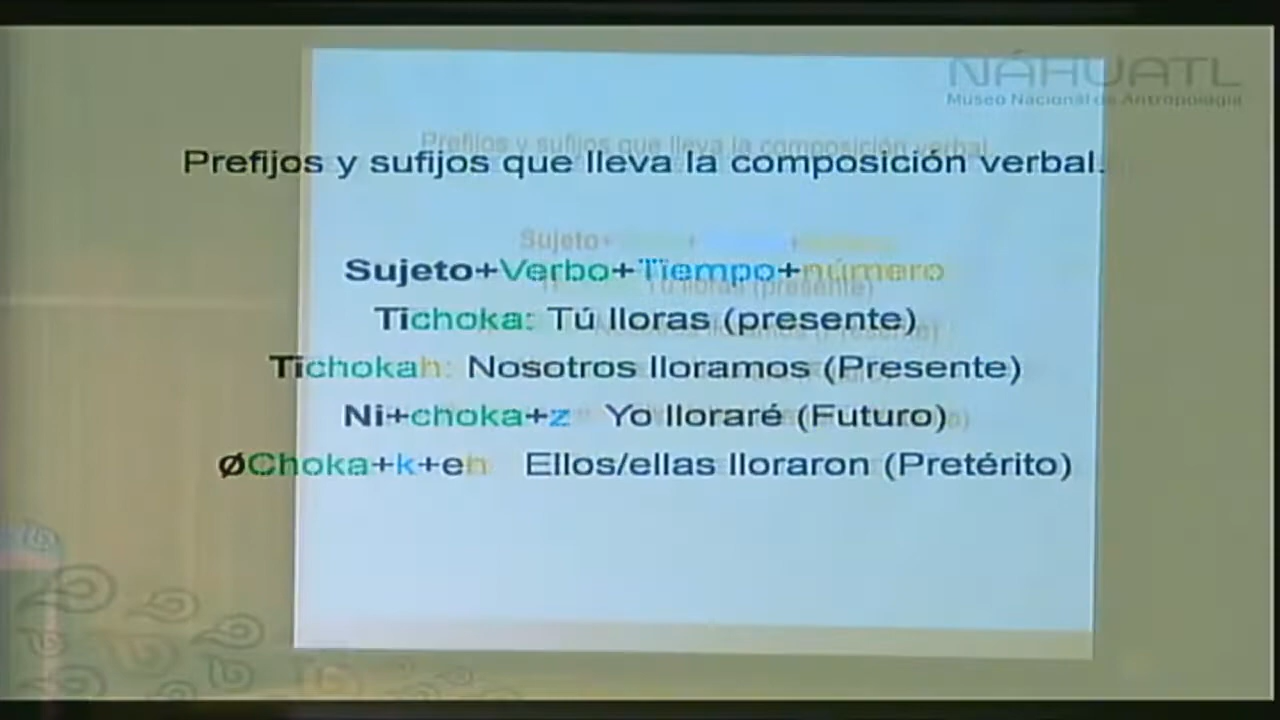 NÁHUATL
Museo Nacional de Antropología
Prefijos y sufijos que lleva la composición verbal.
Sujeto+Verbo+Tiempo+número
Tichoka: Tú lloras (presente)
Tichokah: Nosotros lloramos (Presente)
Ni+choka+z Yo lloraré (Futuro)
ØChoka+k+eh Ellos/ellas lloraron (Pretérito)